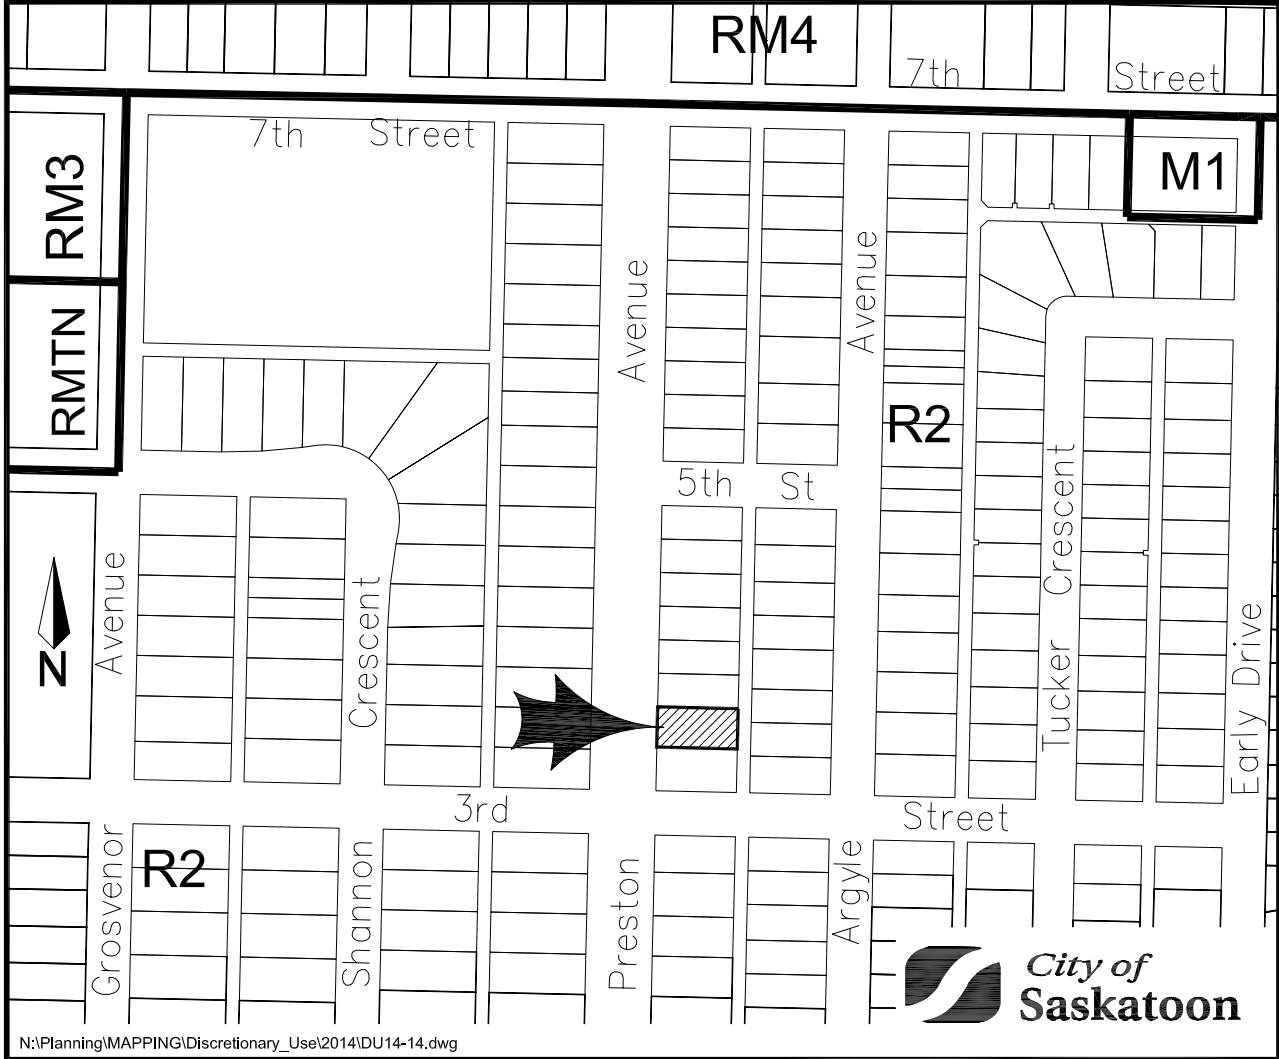 RM4
7th Street
7th Street
RM3
M1
RMTN
Avenue
Avenue
R2
5th St
Avenue
Crescent
Tucker Crescent
Early Drive
N
3rd Street
R2
Grosvenor
Shannon
Preston
Argyle
City of
Saskatoon
N:\Planning\MAPPING\Discretionary_Use\2014\DU14-14.dwg